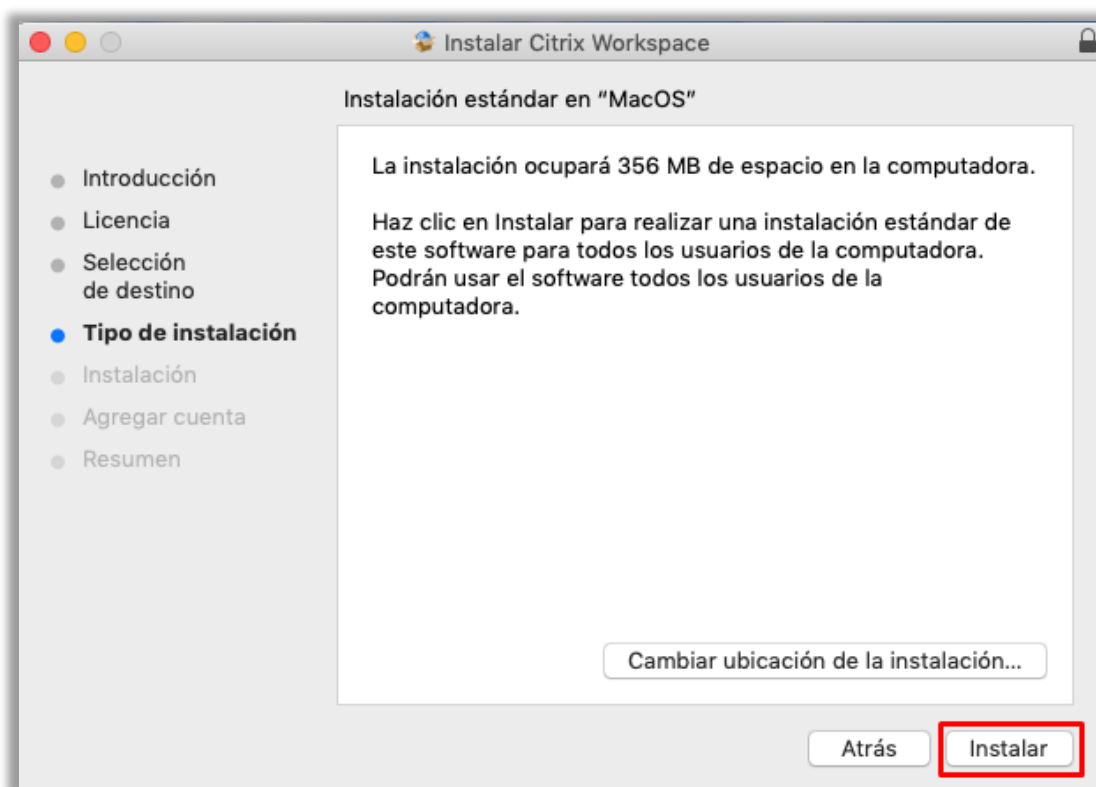 Instalar Citrix Workspace
Instalación estándar en "MacOS"
Introducción
Licencia
Selección
de destino
Tipo de instalación
Instalación
Agregar cuenta
Resumen
La instalación ocupará 356 MB de espacio en la computadora.
Haz clic en Instalar para realizar una instalación estándar de
este software para todos los usuarios de la computadora.
Podrán usar el software todos los usuarios de la
computadora.
Cambiar ubicación de la instalación...
Atrás
Instalar